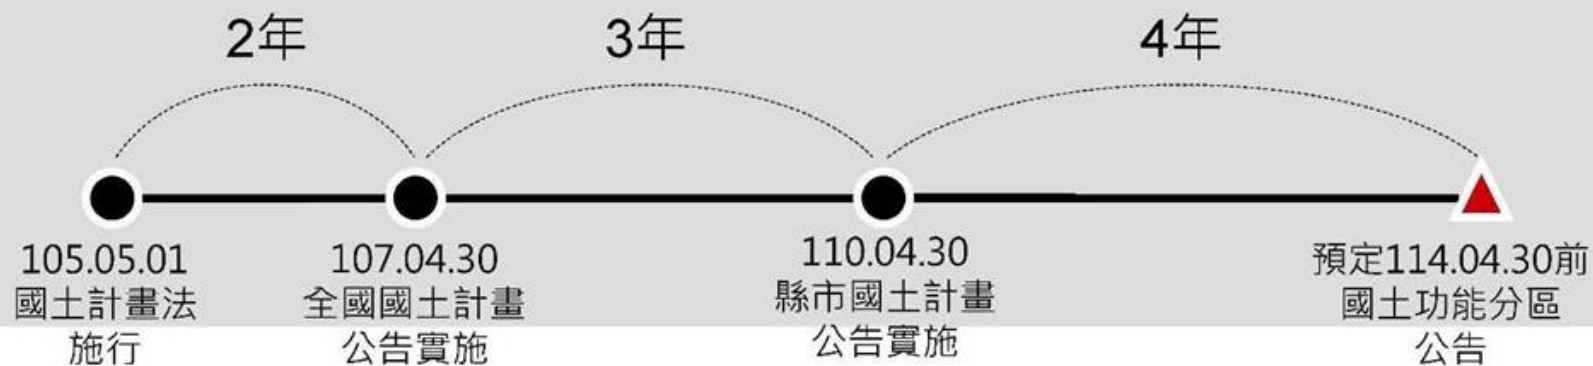 2年
3年
4年
105.05.01
國土計畫法
施行
107.04.30
全國國土計畫
公告實施
110.04.30
縣市國土計畫
公告實施
預定114.04.30前
國土功能分區
公告